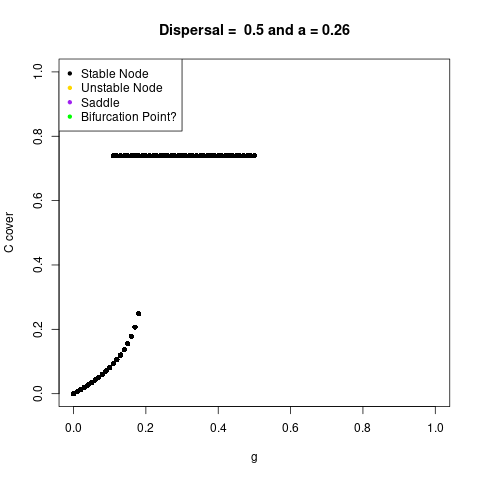 Dispersal =  0.5 and a = 0.26
Stable Node
Unstable Node
Saddle
Bifurcation Point?
C cover
1.0
0.8
0.6
0.4
0.2
0.0
0.0 0.2 0.4 0.6 0.8 1.0
g